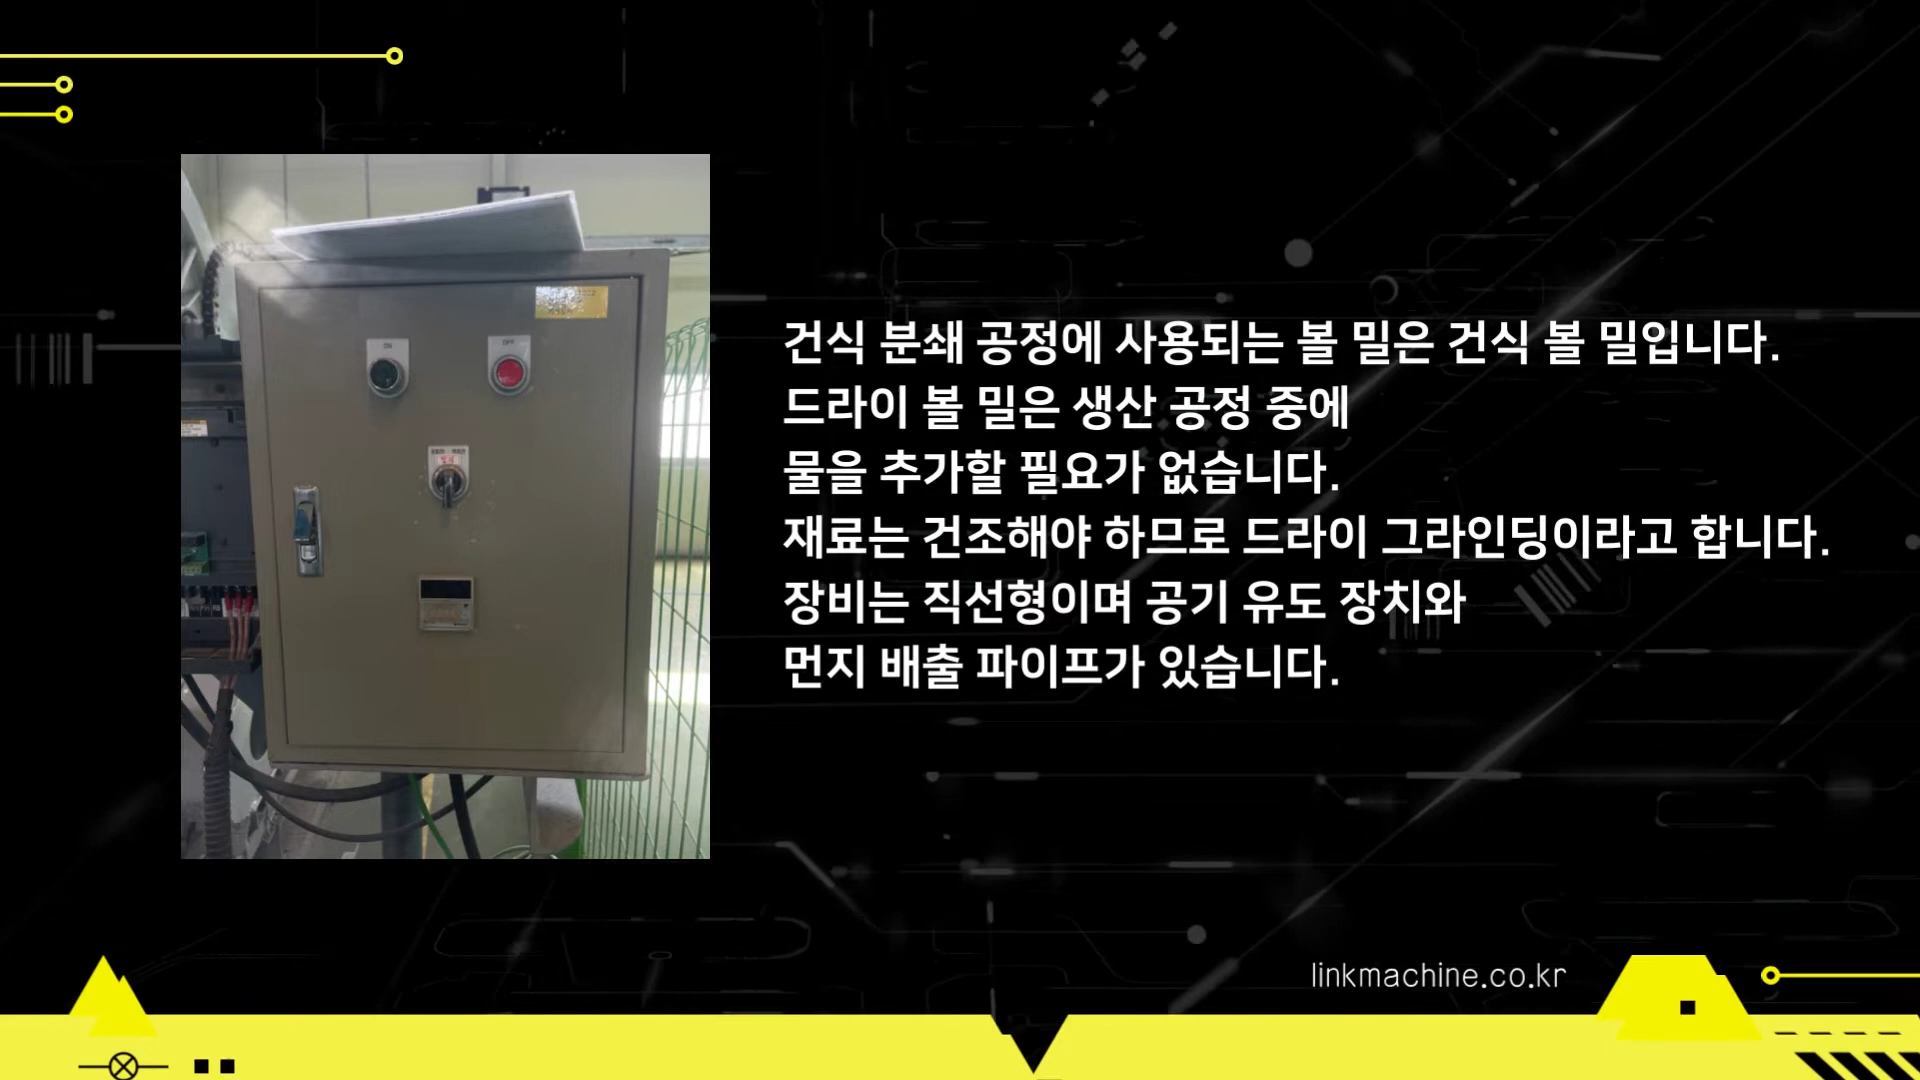 ON
OFF
건식 분쇄 공정에 사용되는 볼 밀은 건식 볼 밀입니다.
드라이 볼 밀은 생산 공정 중에
물을 추가할 필요가 없습니다.
재료는 건조해야 하므로 드라이 그라인딩이라고 합니다.
장비는 직선형이며 공기 유도 장치와
먼지 배출 파이프가 있습니다.
linkmachine.co.kr